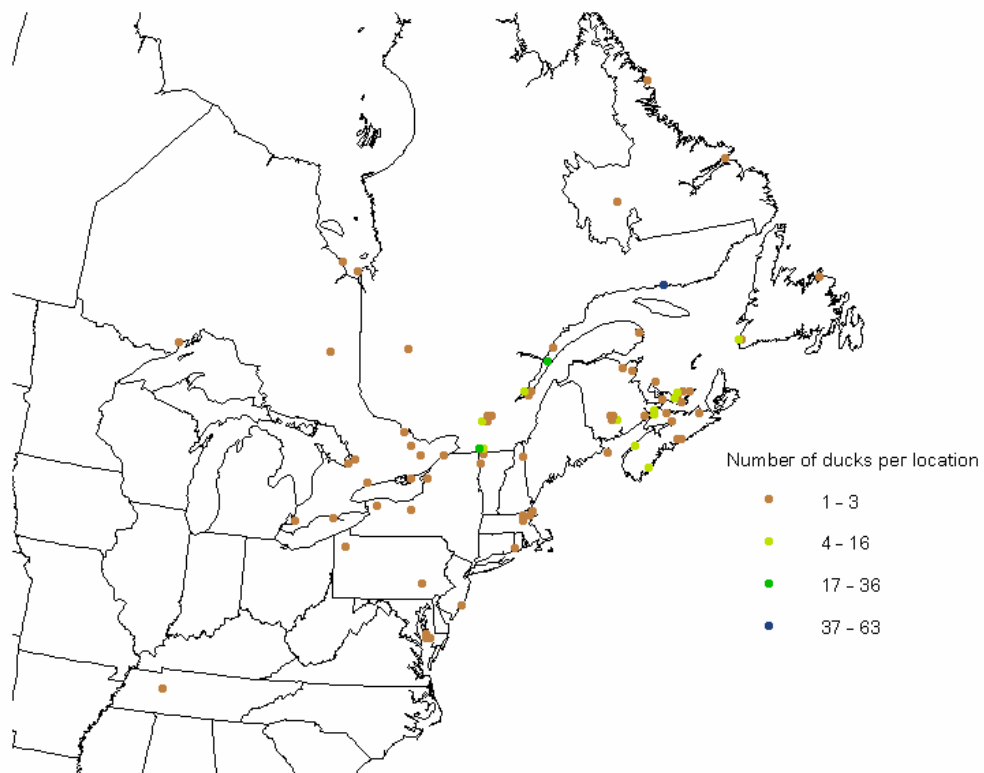 Number of ducks per location
1 - 3
4 - 16
17 - 36
37 - 63